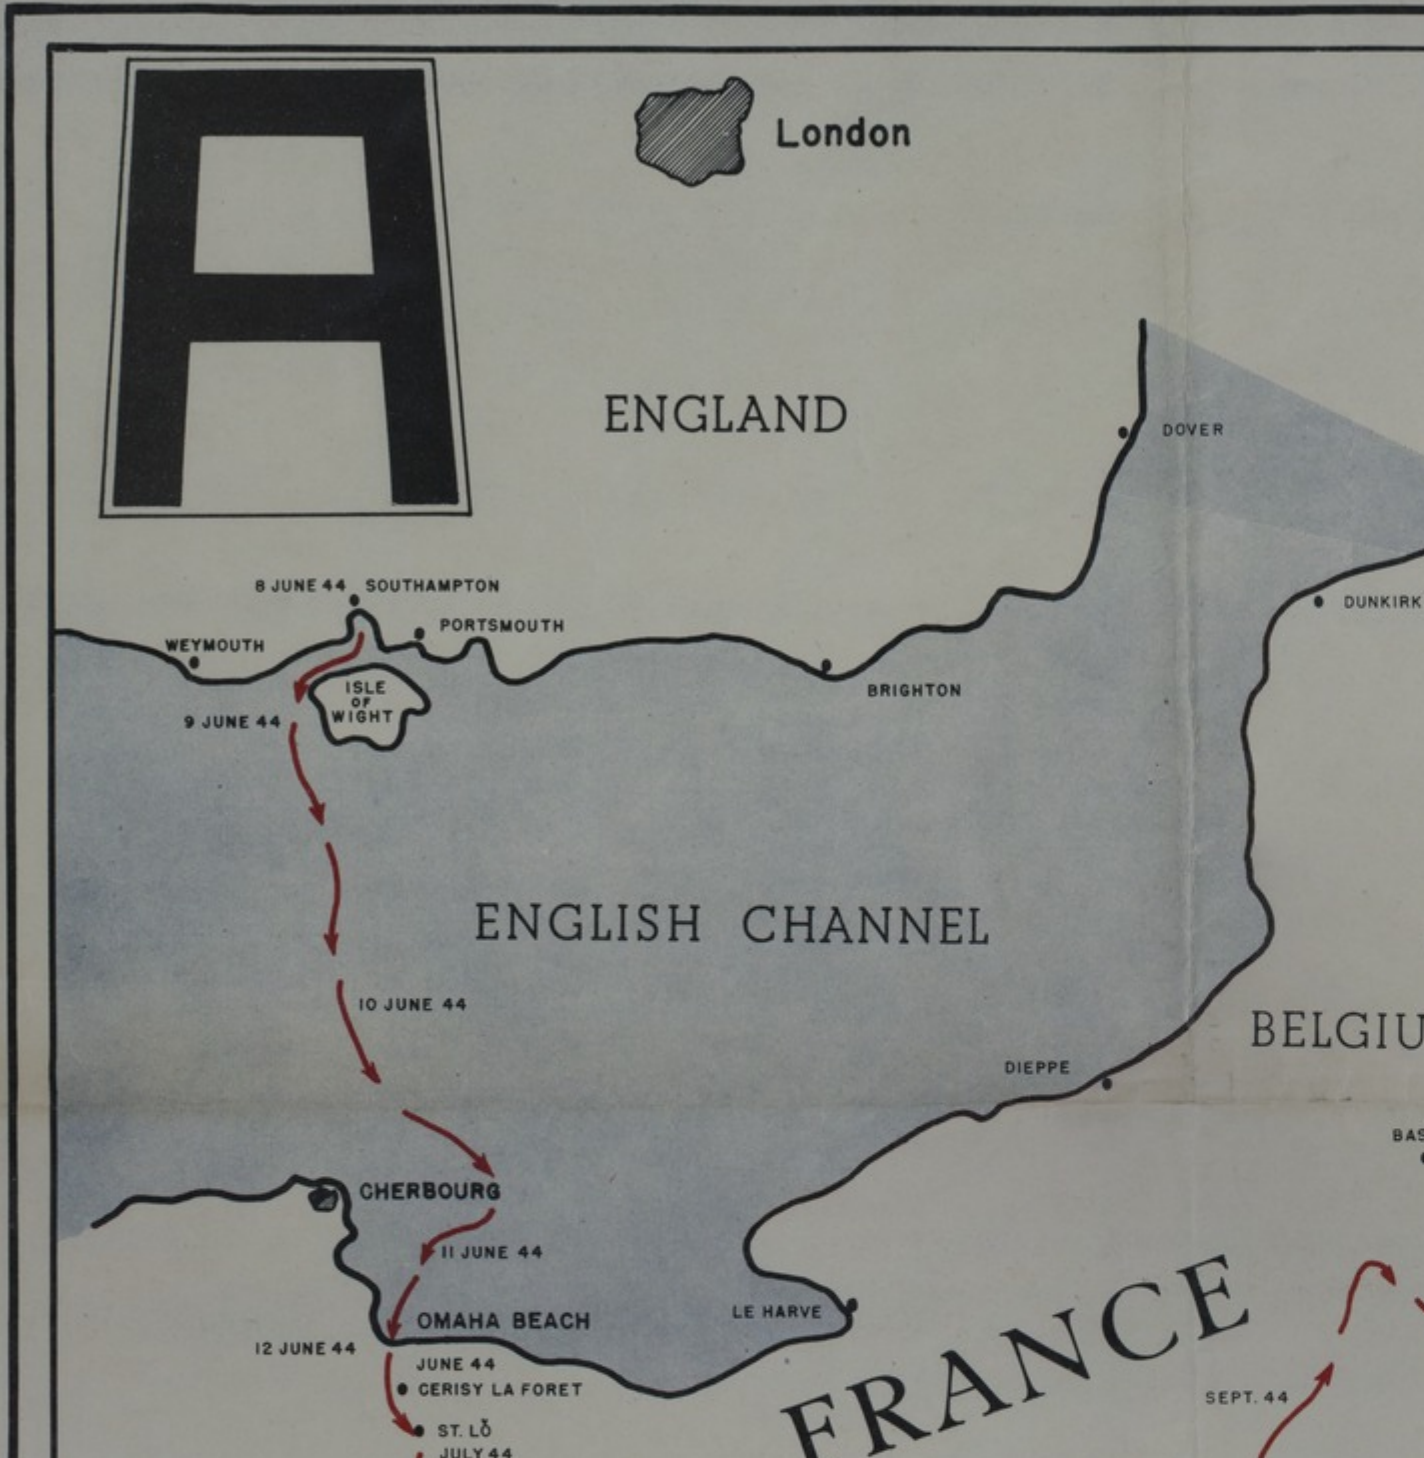 A
London
ENGLAND
DOVER
8 JUNE 44 SOUTHAMPTON
DUNKIRK
PORTSMOUTH
WEYMOUTH
ISLE
OF
WIGHT
BRIGHTON
9 JUNE 44
ENGLISH CHANNEL
10 JUNE 44
BELGIU
DIEPPE
BAS
CHERBOURG
11 JUNE 44
LE HARVE
OMAHA BEACH
12 JUNE 44
JUNE 44
CERISY LA FORET
FRANCE
SEPT. 44
ST. LǑ
JULY 44